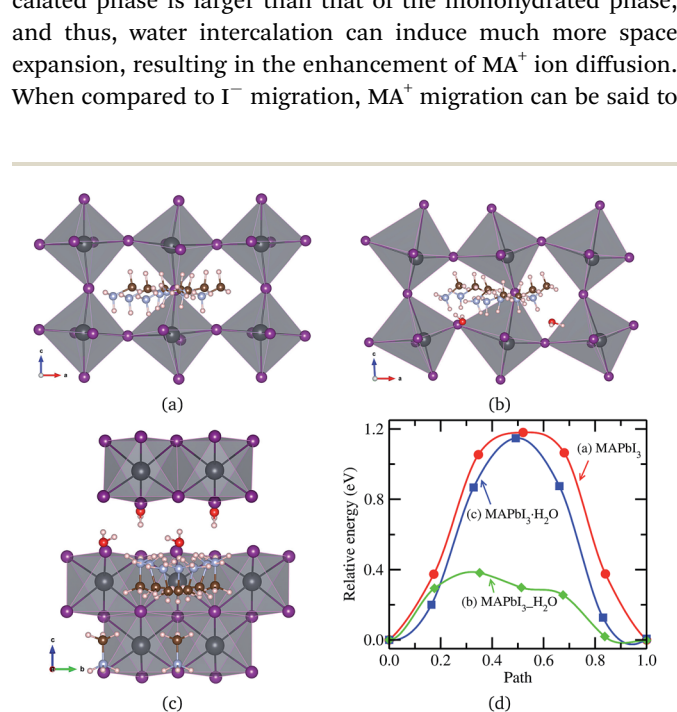 calated phase is larger than that of the monohydrated phase,
and thus, water intercalation can induce much more space
expansion, resulting in the enhancement of MA⁺ ion diffusion.
When compared to I⁻ migration, MA⁺ migration can be said to
c
a
(a)
c
a
(b)
c
b
(c)
Relative energy (eV)
1.2
0.8
0.4
0.0
(a) MAPbI₃
(c) MAPbI₃·H₂O
(b) MAPbI₃_H₂O
0.0 0.2 0.4 0.6 0.8 1.0
Path
(d)